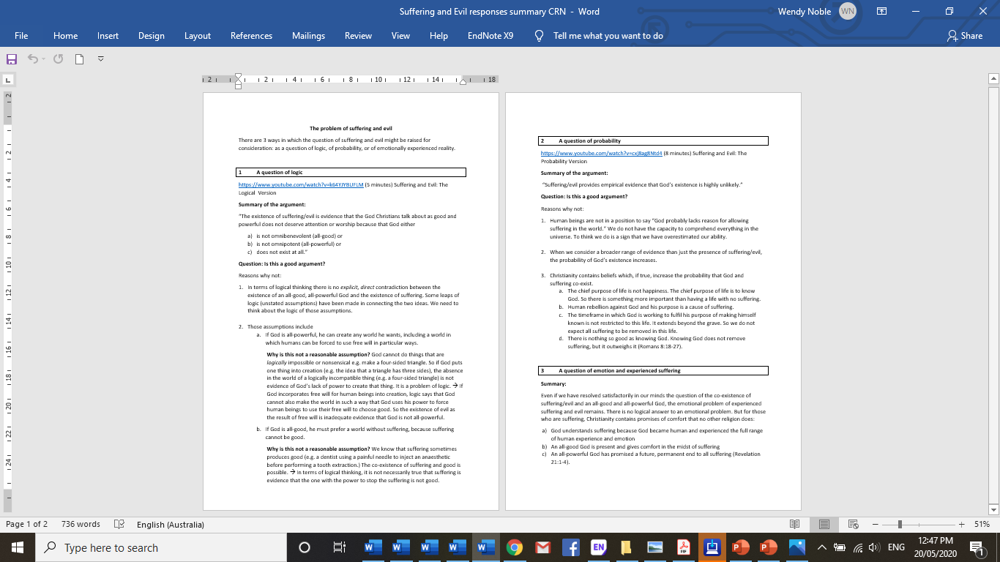 Suffering and Evil responses summary CRN - Word
Wendy Noble WN
File Home Insert Design Layout References Mailings Review View Help EndNote X9 Tell me what you want to do Share
L
2 2 4 6 8 10 12 14 18
The problem of suffering and evil
There are 3 ways in which the question of suffering and evil might be raised for
consideration: as a question of logic, of probability, or of emotionally experienced reality.
1 A question of logic
https://www.youtube.com/watch?v=k64YJYBUFLM (5 minutes) Suffering and Evil: The
Logical Version
Summary of the argument:
“The existence of suffering/evil is evidence that the God Christians talk about as good and
powerful does not deserve attention or worship because that God either
a) is not omnibenevolent (all-good) or
b) is not omnipotent (all-powerful) or
c) does not exist at all.”
Question: Is this a good argument?
Reasons why not:
1. In terms of logical thinking there is no explicit, direct contradiction between the
existence of an all-good, all-powerful God and the existence of suffering. Some leaps of
logic (unstated assumptions) have been made in connecting the two ideas. We need to
think about the logic of those assumptions.
2. Those assumptions include
a. If God is all-powerful, he can create any world he wants, including a world in
which humans can be forced to use free will in particular ways.
Why is this not a reasonable assumption? God cannot do things that are
logically impossible or nonsensical e.g. make a four-sided triangle. So if God puts
one thing into creation (e.g. the idea that a triangle has three sides), the absence
in the world of a logically incompatible thing (e.g. a four-sided triangle) is not
evidence of God’s lack of power to create that thing. It is a problem of logic. → If
God incorporates free will for human beings into creation, logic says that God
cannot also make the world in such a way that God uses his power to force
human beings to use their free will to choose good. So the existence of evil as
the result of free will is inadequate evidence that God is not all-powerful.
b. If God is all-good, he must prefer a world without suffering, because suffering
cannot be good.
Why is this not a reasonable assumption? We know that suffering sometimes
produces good (e.g. a dentist using a painful needle to inject an anaesthetic
before performing a tooth extraction.) The co-existence of suffering and good is
possible. → In terms of logical thinking, it is not necessarily true that suffering is
evidence that the one with the power to stop the suffering is not good.
2 A question of probability
https://www.youtube.com/watch?v=cxj8ag8Ntd4 (8 minutes) Suffering and Evil: The
Probability Version
Summary of the argument:
“Suffering/evil provides empirical evidence that God’s existence is highly unlikely.”
Question: Is this a good argument?
Reasons why not:
1. Human beings are not in a position to say “God probably lacks reason for allowing
suffering in the world.” We do not have the capacity to comprehend everything in the
universe. To think we do is a sign that we have overestimated our ability.
2. When we consider a broader range of evidence than just the presence of suffering/evil,
the probability of God’s existence increases.
3. Christianity contains beliefs which, if true, increase the probability that God and
suffering co-exist.
a. The chief purpose of life is not happiness. The chief purpose of life is to know
God. So there is something more important than having a life with no suffering.
b. Human rebellion against God and his purpose is a cause of suffering.
c. The timeframe in which God is working to fulfil his purpose of making himself
known is not restricted to this life. It extends beyond the grave. So we do not
expect all suffering to be removed in this life.
d. There is nothing so good as knowing God. Knowing God does not remove
suffering, but it outweighs it (Romans 8:18-27).
3 A question of emotion and experienced suffering
Summary:
Even if we have resolved satisfactorily in our minds the question of the co-existence of
suffering/evil and an all-good and all-powerful God, the emotional problem of experienced
suffering and evil remains. There is no logical answer to an emotional problem. But for those
who are suffering, Christianity contains promises of comfort that no other religion does:
a) God understands suffering because God became human and experienced the full range
of human experience and emotion
b) An all-good God is present and gives comfort in the midst of suffering
c) An all-powerful God has promised a future, permanent end to all suffering (Revelation
21:1-4).
2
2
4
6
8
10
12
14
16
18
20
22
24
Page 1 of 2 736 words English (Australia) 51%
Type here to search EN ENG 12:47 PM
20/05/2020 1